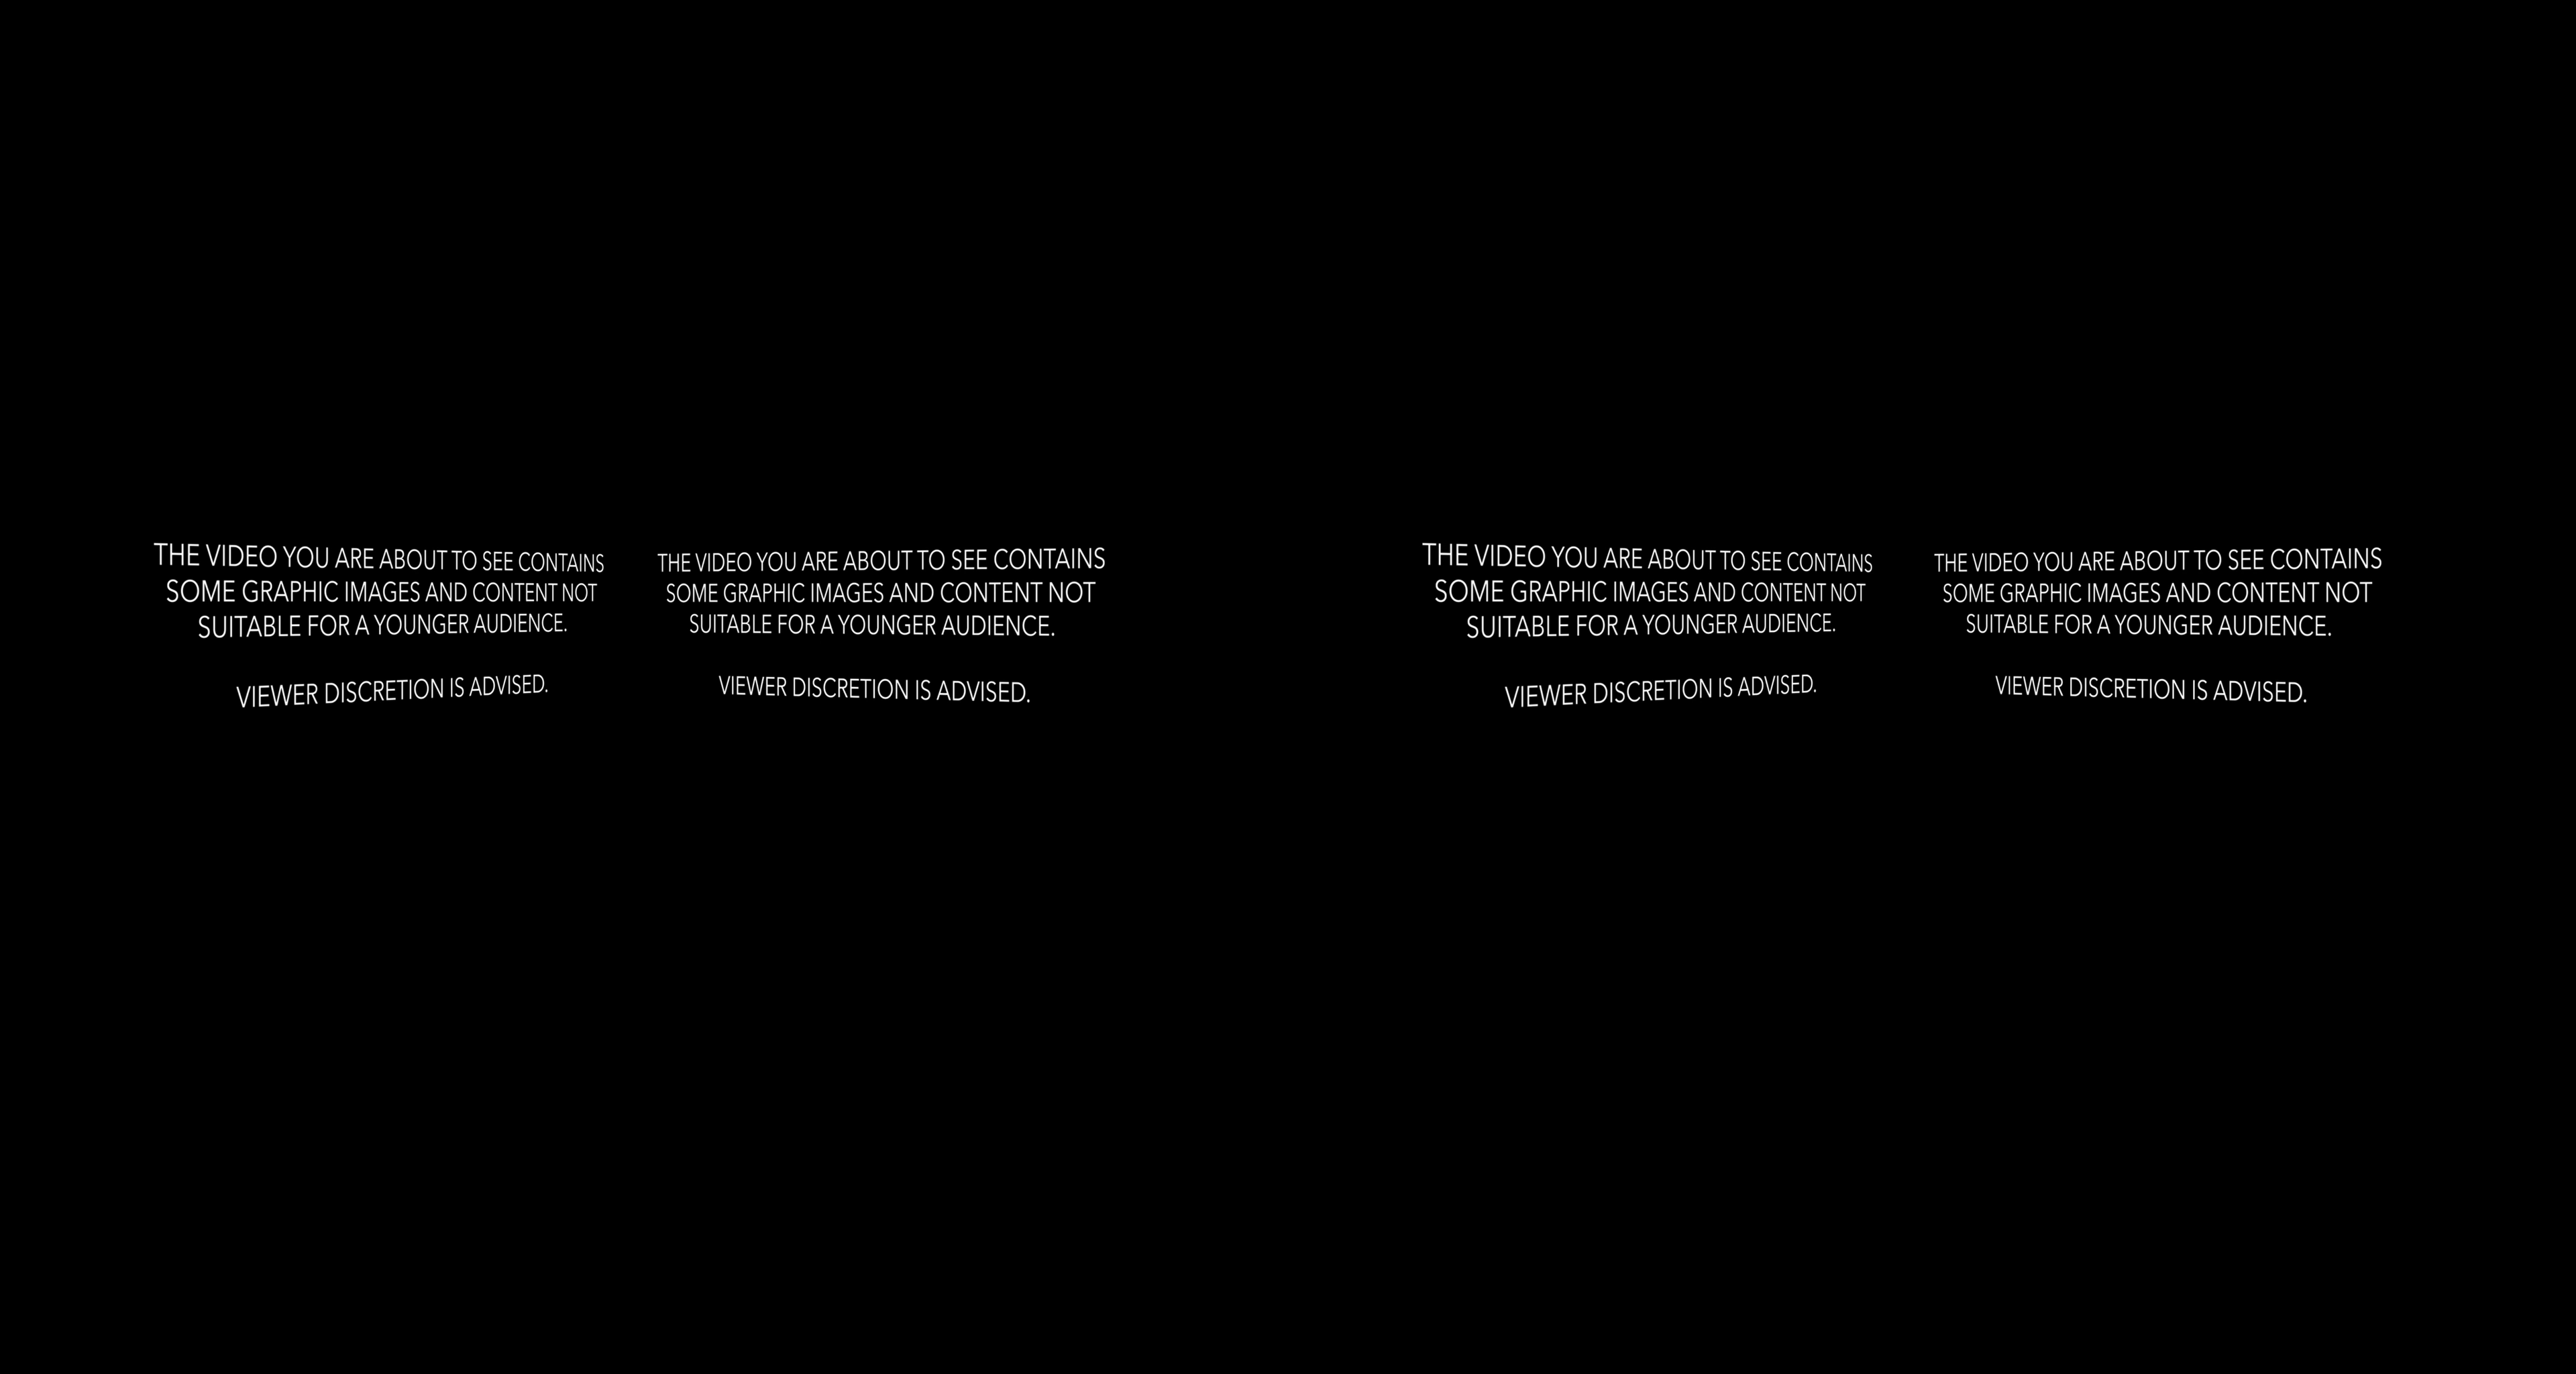 THE VIDEO YOU ARE ABOUT TO SEE CONTAINS
SOME GRAPHIC IMAGES AND CONTENT NOT
SUITABLE FOR A YOUNGER AUDIENCE.
VIEWER DISCRETION IS ADVISED.
THE VIDEO YOU ARE ABOUT TO SEE CONTAINS
SOME GRAPHIC IMAGES AND CONTENT NOT
SUITABLE FOR A YOUNGER AUDIENCE.
VIEWER DISCRETION IS ADVISED.
THE VIDEO YOU ARE ABOUT TO SEE CONTAINS
SOME GRAPHIC IMAGES AND CONTENT NOT
SUITABLE FOR A YOUNGER AUDIENCE.
VIEWER DISCRETION IS ADVISED.
THE VIDEO YOU ARE ABOUT TO SEE CONTAINS
SOME GRAPHIC IMAGES AND CONTENT NOT
SUITABLE FOR A YOUNGER AUDIENCE.
VIEWER DISCRETION IS ADVISED.